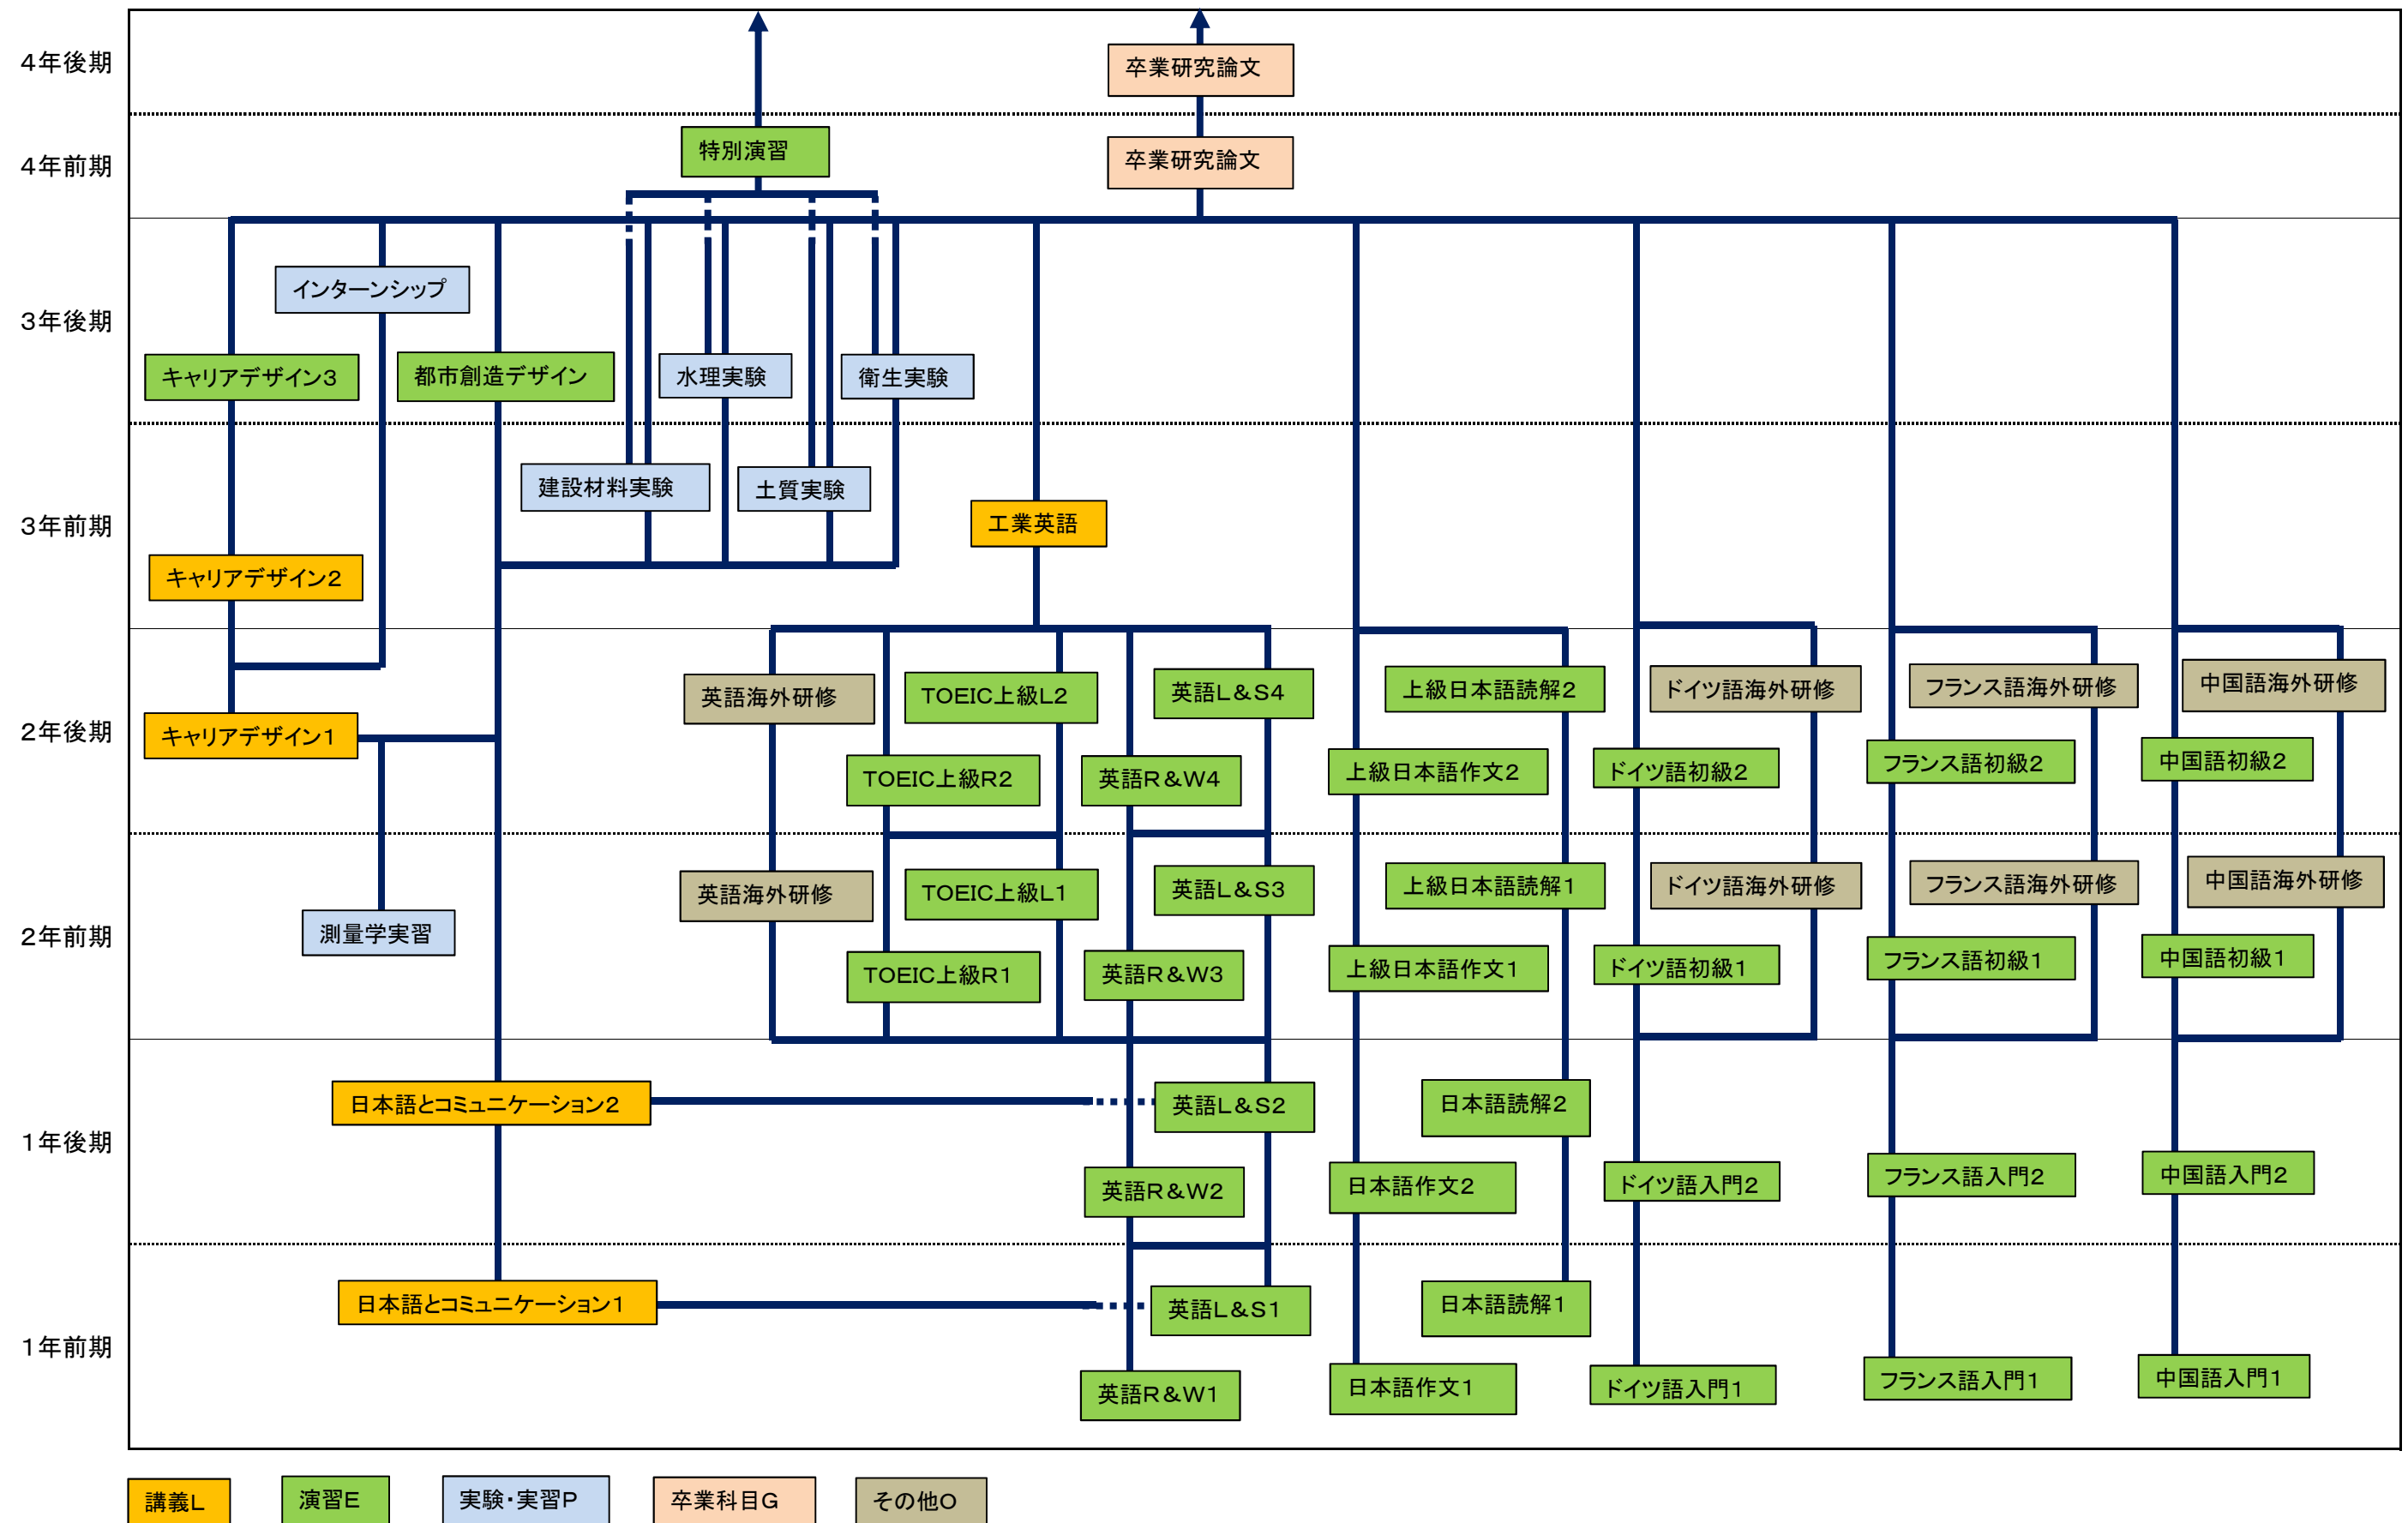 4年後期
卒業研究論文
4年前期
特別演習
卒業研究論文
3年後期
インターンシップ
キャリアデザイン3
都市創造デザイン
水理実験
衛生実験
3年前期
建設材料実験
土質実験
工業英語
キャリアデザイン2
2年後期
英語海外研修
TOEIC上級L2
英語L&S4
上級日本語読解2
ドイツ語海外研修
フランス語海外研修
中国語海外研修
キャリアデザイン1
TOEIC上級R2
英語R&W4
上級日本語作文2
ドイツ語初級2
フランス語初級2
中国語初級2
2年前期
英語海外研修
TOEIC上級L1
英語L&S3
上級日本語読解1
ドイツ語海外研修
フランス語海外研修
中国語海外研修
測量学実習
TOEIC上級R1
英語R&W3
上級日本語作文1
ドイツ語初級1
フランス語初級1
中国語初級1
1年後期
日本語とコミュニケーション2
英語L&S2
日本語読解2
英語R&W2
日本語作文2
ドイツ語入門2
フランス語入門2
中国語入門2
1年前期
日本語とコミュニケーション1
英語L&S1
日本語読解1
英語R&W1
日本語作文1
ドイツ語入門1
フランス語入門1
中国語入門1
講義L
演習E
実験・実習P
卒業科目G
その他O